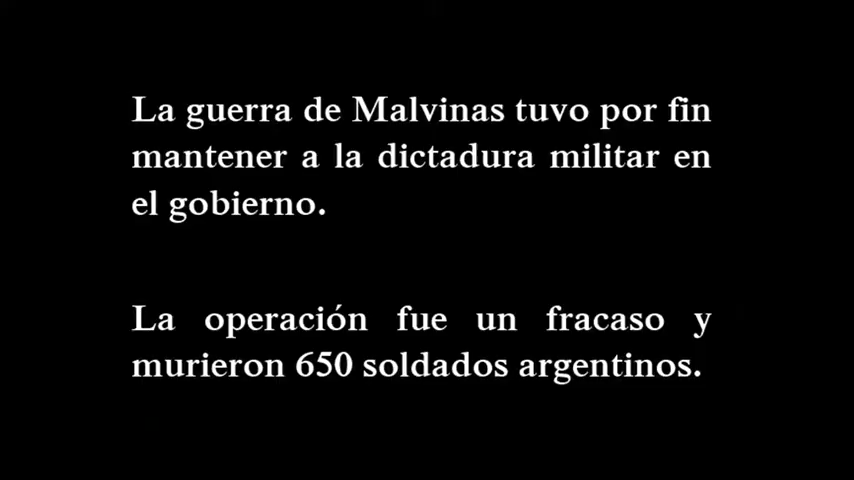 La guerra de Malvinas tuvo por fin
mantener a la dictadura militar en
el gobierno.
La operación fue un fracaso y
murieron 650 soldados argentinos.